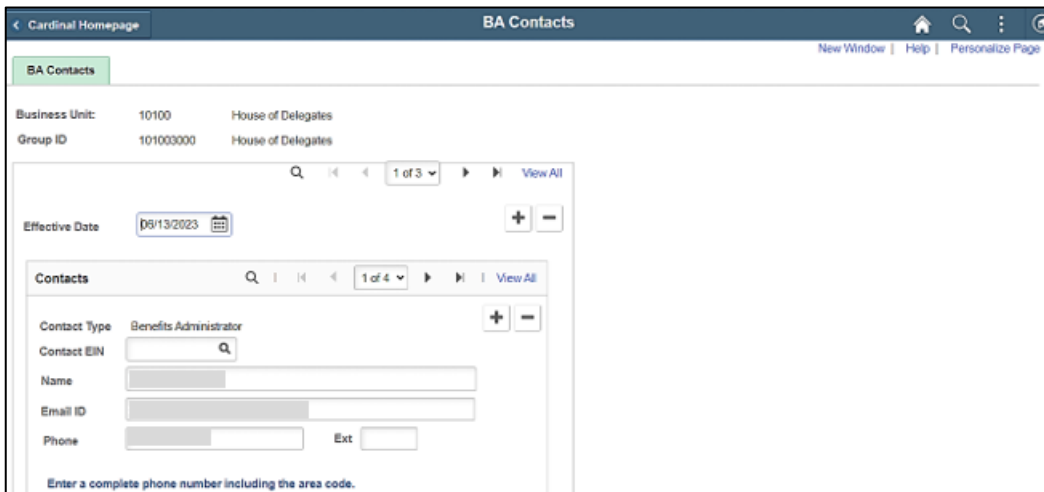 Cardinal Homepage
BA Contacts
New Window | Help | Personalize Page
BA Contacts
Business Unit: 10100 House of Delegates
Group ID 101003000 House of Delegates
1 of 3 View All
Effective Date 06/13/2023
Contacts 1 of 4 View All
Contact Type Benefits Administrator
Contact EIN
Name
Email ID
Phone Ext
Enter a complete phone number including the area code.